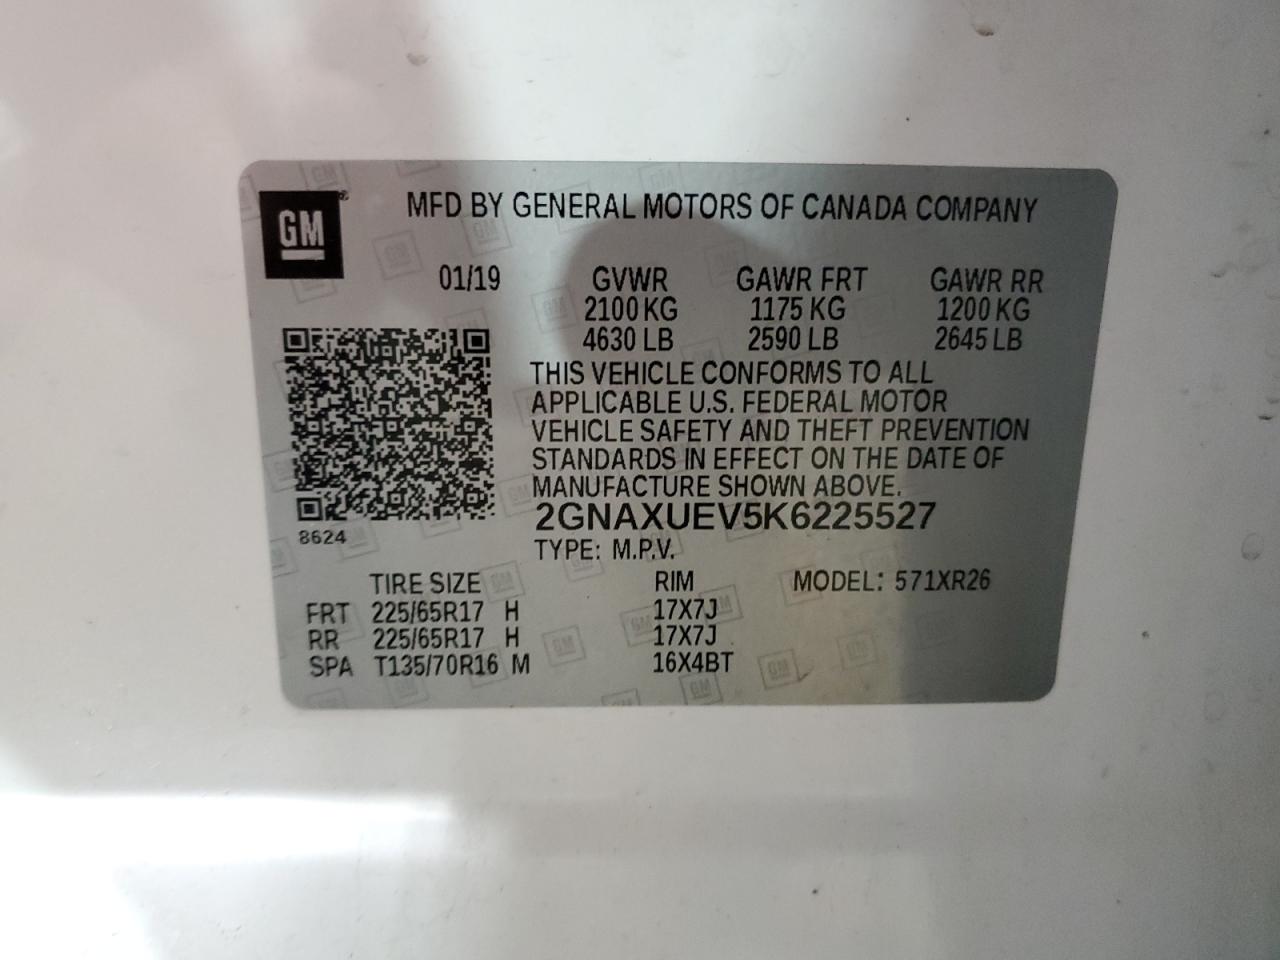 GM
MFD BY GENERAL MOTORS OF CANADA COMPANY
01/19 GVWR GAWR FRT GAWR RR
2100 KG 1175 KG 1200 KG
4630 LB 2590 LB 2645 LB
THIS VEHICLE CONFORMS TO ALL
APPLICABLE U.S. FEDERAL MOTOR
VEHICLE SAFETY AND THEFT PREVENTION
STANDARDS IN EFFECT ON THE DATE OF
MANUFACTURE SHOWN ABOVE.
2GNAXUEV5K6225527
8624
TYPE: M.P.V.
TIRE SIZE RIM MODEL: 571XR26
FRT 225/65R17 H 17X7J
RR 225/65R17 H 17X7J
SPA T135/70R16 M 16X4BT